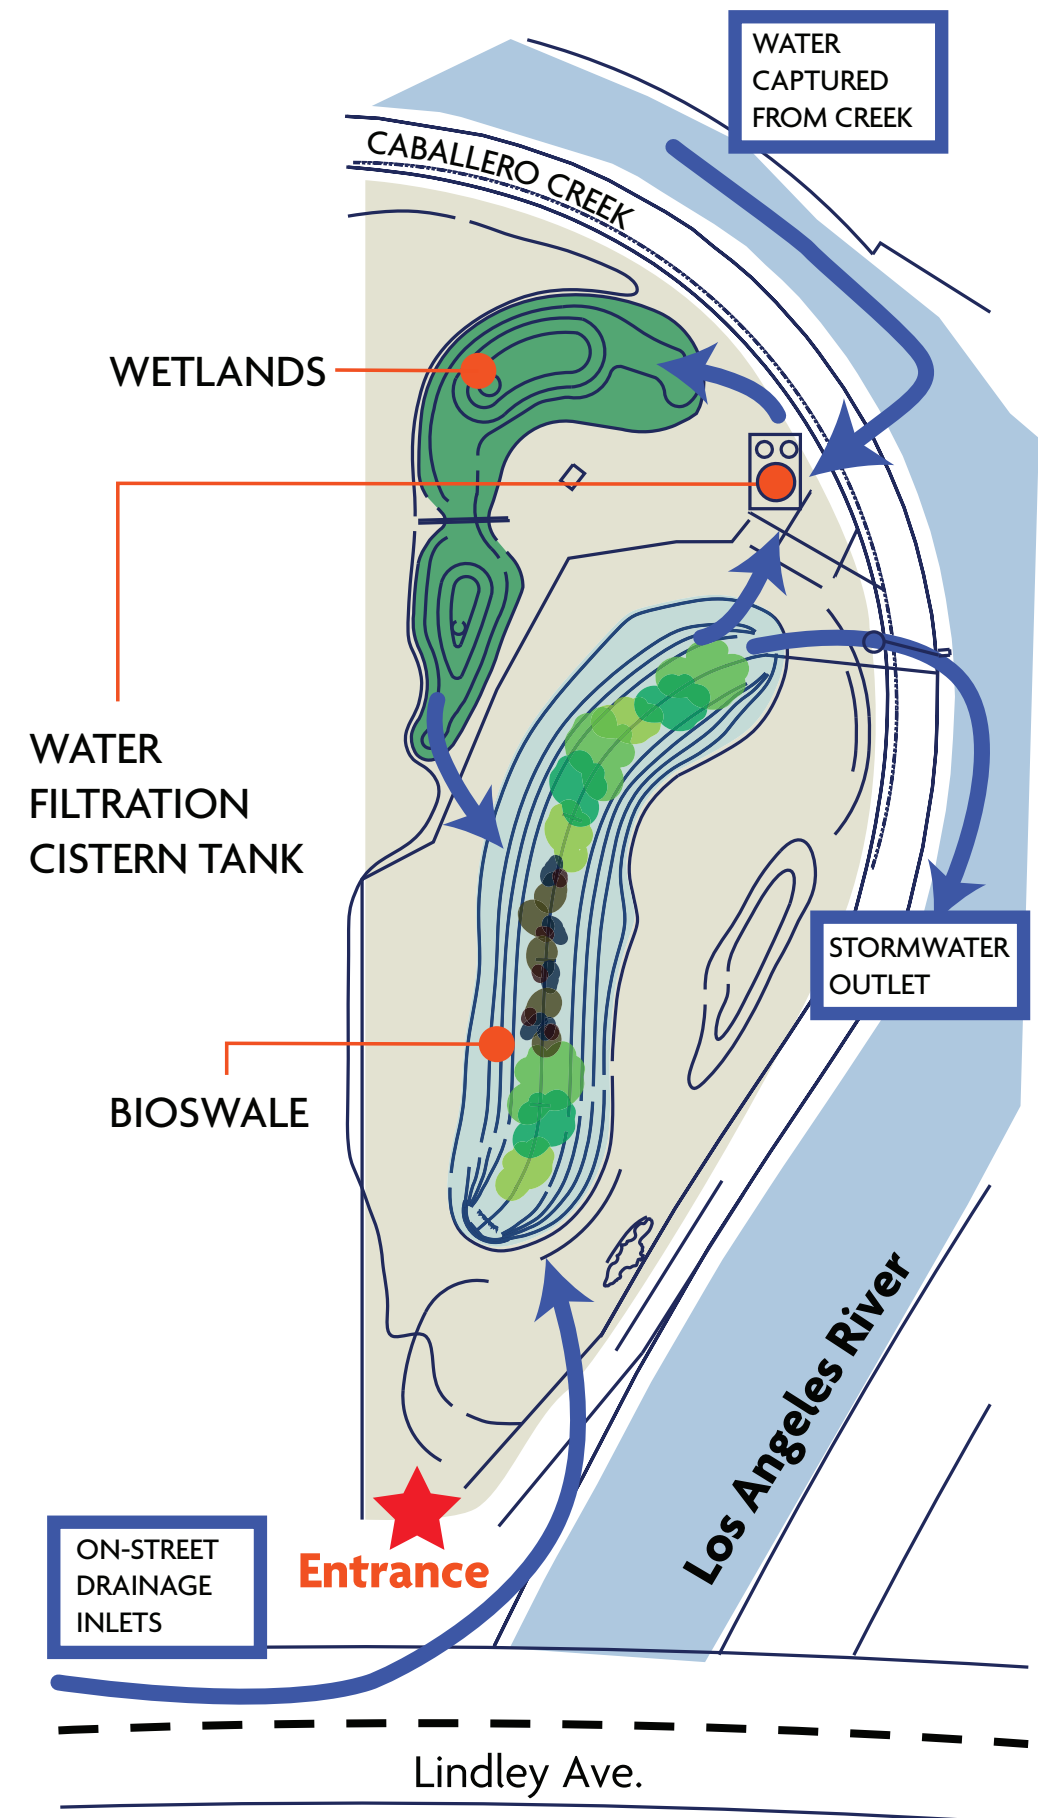 WATER
CAPTURED
FROM CREEK
CABALLERO CREEK
WETLANDS
WATER
FILTRATION
CISTERN TANK
STORMWATER
OUTLET
BIOSWALE
Los Angeles River
ON-STREET
DRAINAGE
INLETS
Entrance
Lindley Ave.